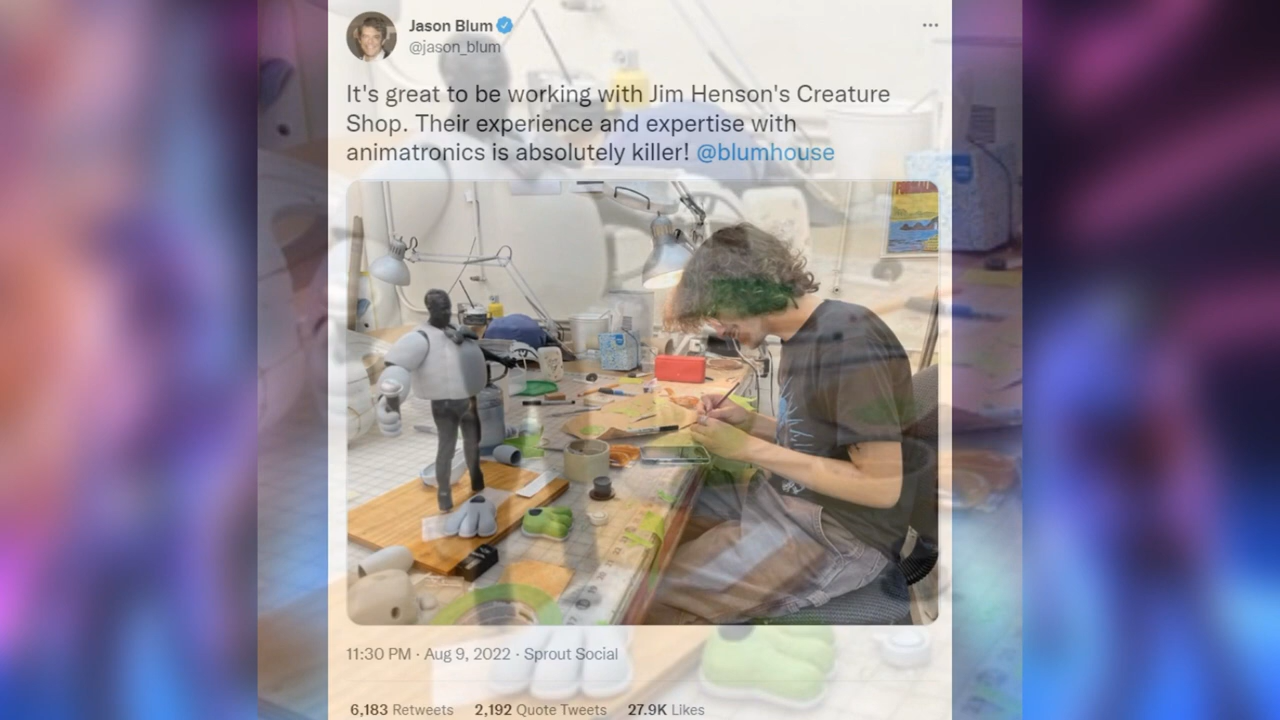 Jason Blum
@jason_blum
It's great to be working with Jim Henson's Creature
Shop. Their experience and expertise with
animatronics is absolutely killer! @blumhouse
11:30 PM · Aug 9, 2022 · Sprout Social
6,183 Retweets 2,192 Quote Tweets 27.9K Likes